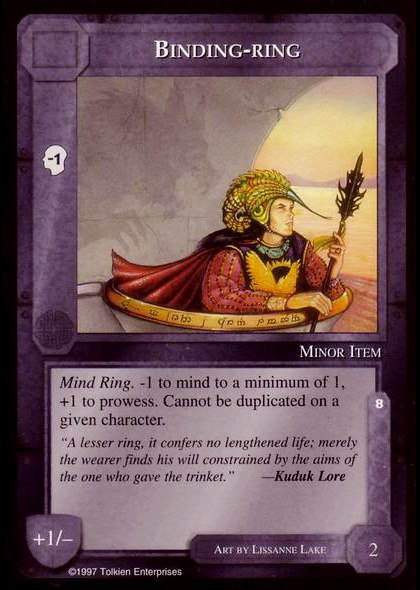 BINDING-RING
-1
MINOR ITEM
Mind Ring. -1 to mind to a minimum of 1,
+1 to prowess. Cannot be duplicated on a
given character.
8
“A lesser ring, it confers no lengthened life; merely
the wearer finds his will constrained by the aims of
the one who gave the trinket.” —Kuduk Lore
+1/–
ART BY LISSANNE LAKE
2
©1997 Tolkien Enterprises